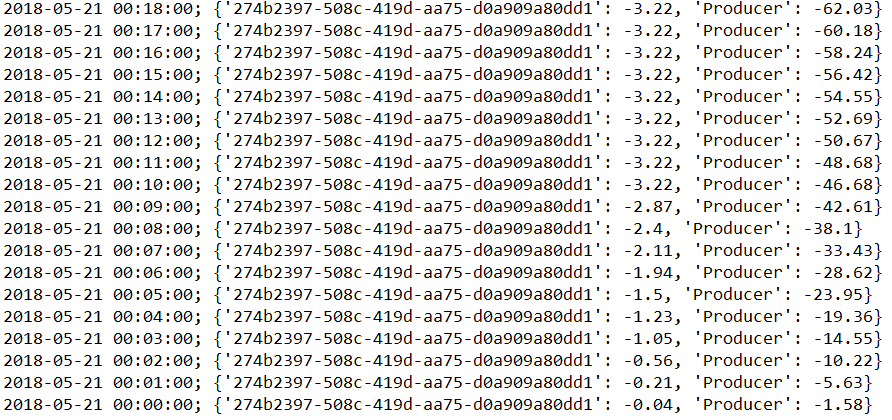 2018-05-21 00:18:00; {'274b2397-508c-419d-aa75-d0a909a80dd1': -3.22, 'Producer': -62.03}
2018-05-21 00:17:00; {'274b2397-508c-419d-aa75-d0a909a80dd1': -3.22, 'Producer': -60.18}
2018-05-21 00:16:00; {'274b2397-508c-419d-aa75-d0a909a80dd1': -3.22, 'Producer': -58.24}
2018-05-21 00:15:00; {'274b2397-508c-419d-aa75-d0a909a80dd1': -3.22, 'Producer': -56.42}
2018-05-21 00:14:00; {'274b2397-508c-419d-aa75-d0a909a80dd1': -3.22, 'Producer': -54.55}
2018-05-21 00:13:00; {'274b2397-508c-419d-aa75-d0a909a80dd1': -3.22, 'Producer': -52.69}
2018-05-21 00:12:00; {'274b2397-508c-419d-aa75-d0a909a80dd1': -3.22, 'Producer': -50.67}
2018-05-21 00:11:00; {'274b2397-508c-419d-aa75-d0a909a80dd1': -3.22, 'Producer': -48.68}
2018-05-21 00:10:00; {'274b2397-508c-419d-aa75-d0a909a80dd1': -3.22, 'Producer': -46.68}
2018-05-21 00:09:00; {'274b2397-508c-419d-aa75-d0a909a80dd1': -2.87, 'Producer': -42.61}
2018-05-21 00:08:00; {'274b2397-508c-419d-aa75-d0a909a80dd1': -2.4, 'Producer': -38.1}
2018-05-21 00:07:00; {'274b2397-508c-419d-aa75-d0a909a80dd1': -2.11, 'Producer': -33.43}
2018-05-21 00:06:00; {'274b2397-508c-419d-aa75-d0a909a80dd1': -1.94, 'Producer': -28.62}
2018-05-21 00:05:00; {'274b2397-508c-419d-aa75-d0a909a80dd1': -1.5, 'Producer': -23.95}
2018-05-21 00:04:00; {'274b2397-508c-419d-aa75-d0a909a80dd1': -1.23, 'Producer': -19.36}
2018-05-21 00:03:00; {'274b2397-508c-419d-aa75-d0a909a80dd1': -1.05, 'Producer': -14.55}
2018-05-21 00:02:00; {'274b2397-508c-419d-aa75-d0a909a80dd1': -0.56, 'Producer': -10.22}
2018-05-21 00:01:00; {'274b2397-508c-419d-aa75-d0a909a80dd1': -0.21, 'Producer': -5.63}
2018-05-21 00:00:00; {'274b2397-508c-419d-aa75-d0a909a80dd1': -0.04, 'Producer': -1.58}